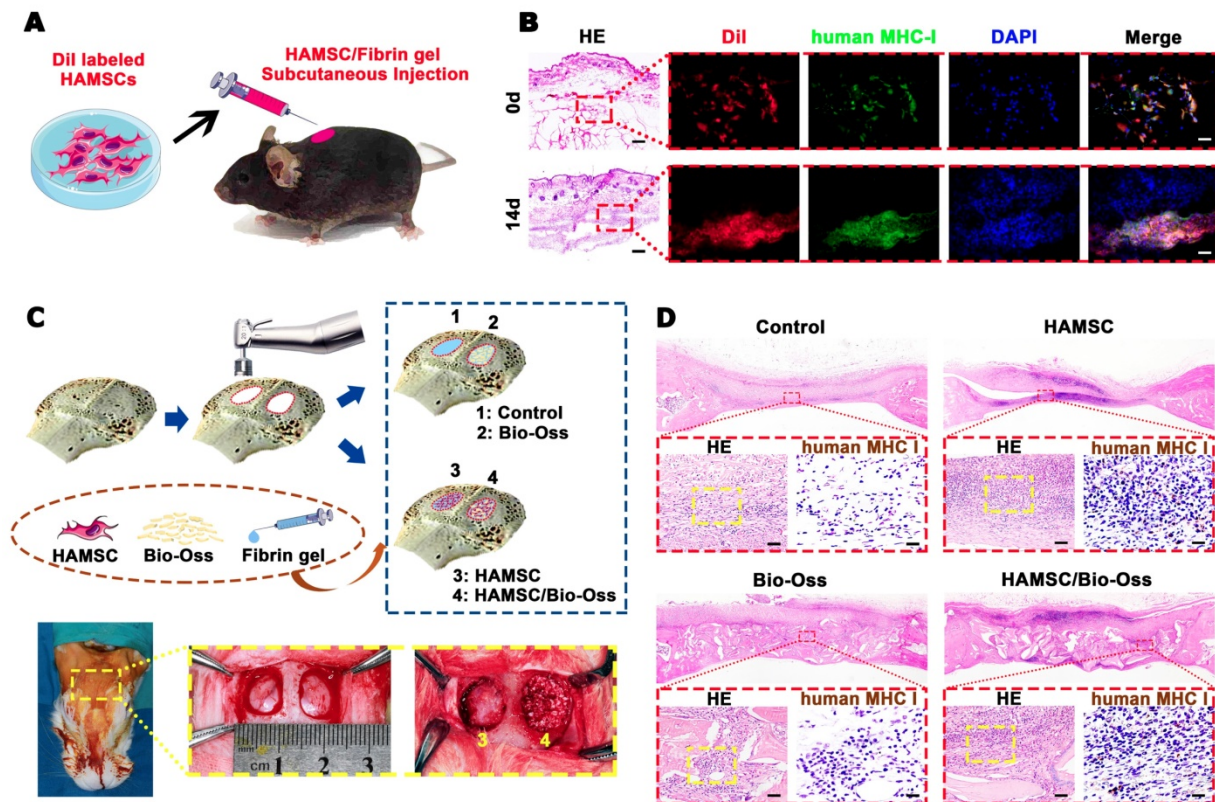 A
DiI labeled
HAMSCs
HAMSC/Fibrin gel
Subcutaneous Injection
B
HE
DiI
human MHC-I
DAPI
Merge
0d
14d
C
1
2
1: Control
2: Bio-Oss
3
4
3: HAMSC
4: HAMSC/Bio-Oss
HAMSC
Bio-Oss
Fibrin gel
cm
1
2
3
3
4
D
Control
HAMSC
HE
human MHC I
HE
human MHC I
Bio-Oss
HAMSC/Bio-Oss
HE
human MHC I
HE
human MHC I